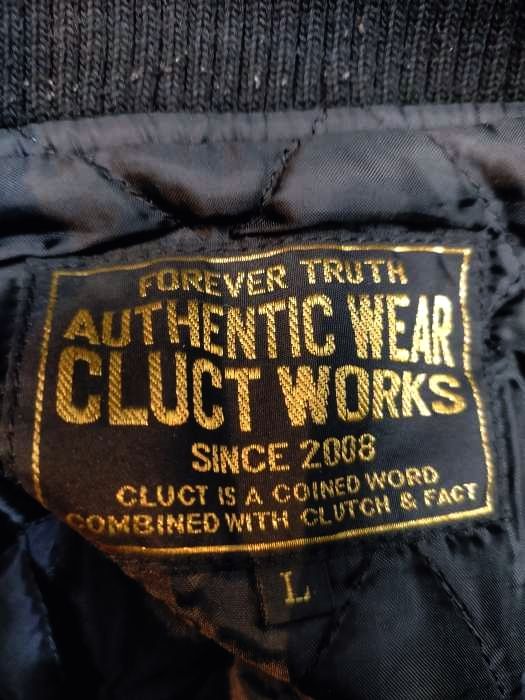 FOREVER TRUTH
AUTHENTIC WEAR
CLUCT WORKS
SINCE 2008
CLUCT IS A COINED WORD
COMBINED WITH CLUTCH & FACT
L